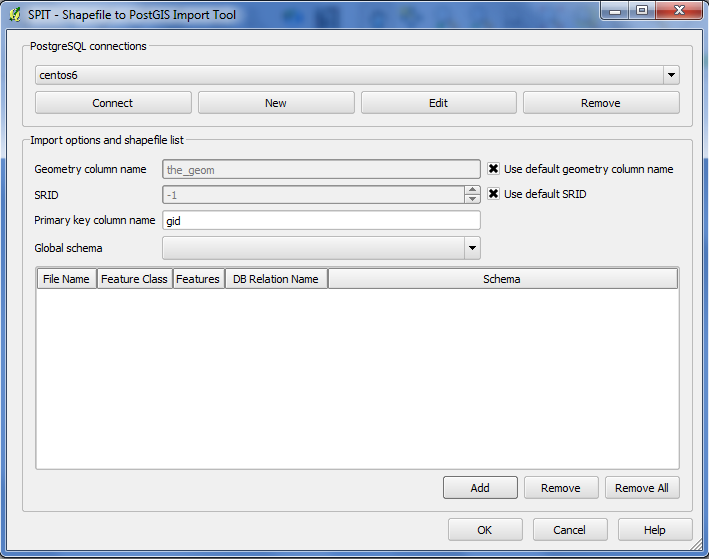 SPIT - Shapefile to PostGIS Import Tool
PostgreSQL connections
centos6
Connect New Edit Remove
Import options and shapefile list
Geometry column name the_geom Use default geometry column name
SRID -1 Use default SRID
Primary key column name gid
Global schema
File Name Feature Class Features DB Relation Name Schema
Add Remove Remove All
OK Cancel Help